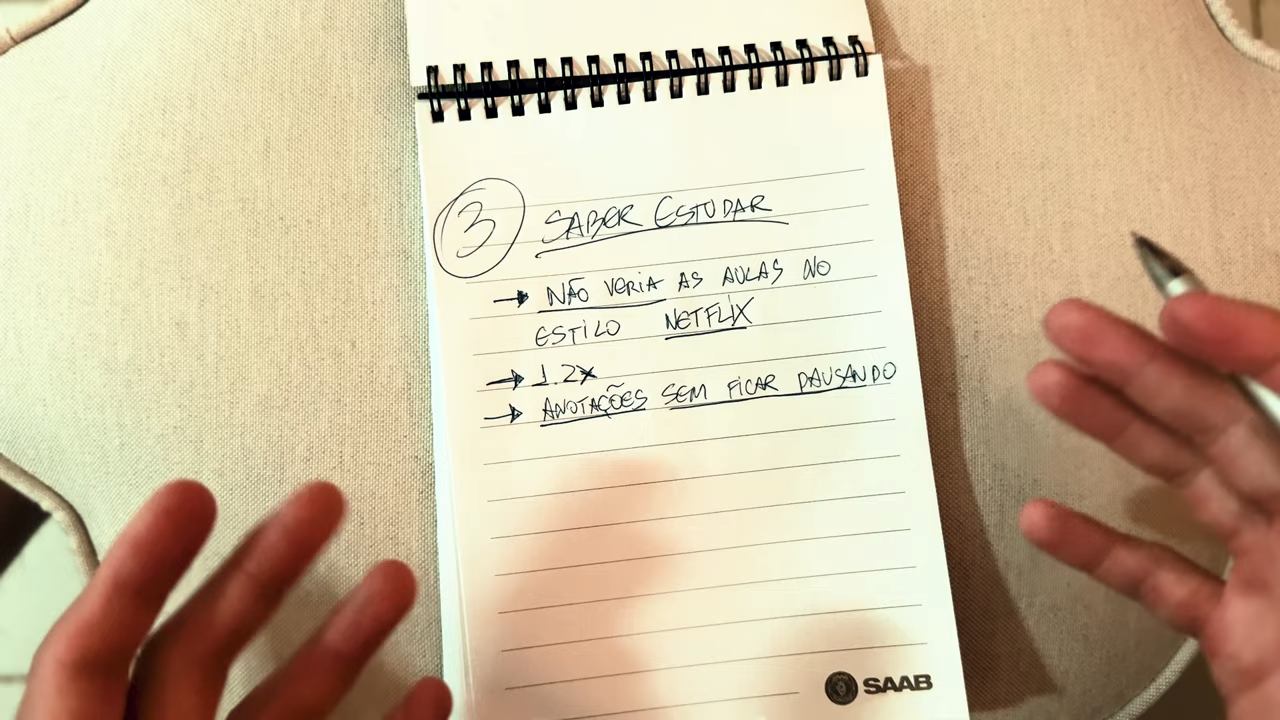 3 SABER ESTUDAR
→ NÃO VERIA AS AULAS NO
ESTILO NETFLIX
→ 1.2x
→ ANOTAÇÕES SEM FICAR PAUSANDO
SAAB